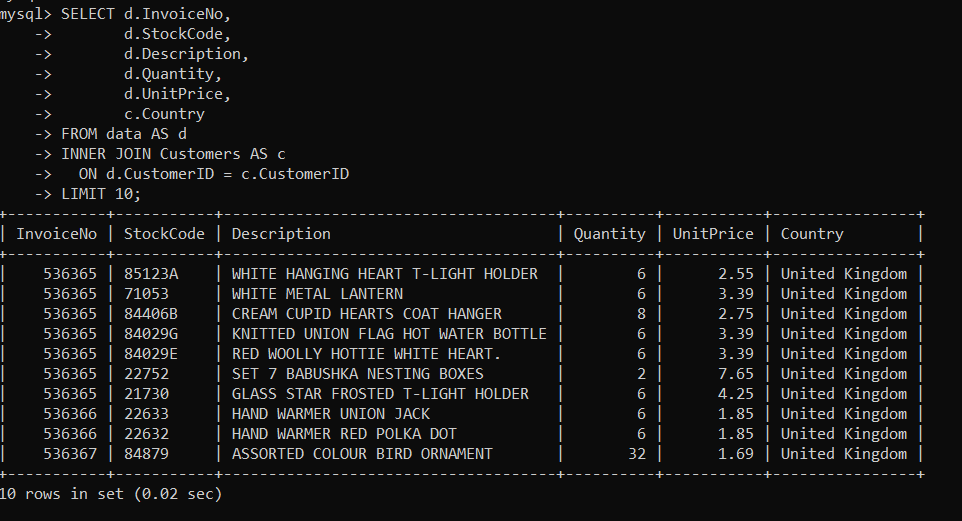 mysql> SELECT d.InvoiceNo,
    ->        d.StockCode,
    ->        d.Description,
    ->        d.Quantity,
    ->        d.UnitPrice,
    ->        c.Country
    -> FROM data AS d
    -> INNER JOIN Customers AS c
    ->   ON d.CustomerID = c.CustomerID
    -> LIMIT 10;
+-----------+-----------+-------------------------------------+----------+-----------+----------------+
| InvoiceNo | StockCode | Description                         | Quantity | UnitPrice | Country        |
+-----------+-----------+-------------------------------------+----------+-----------+----------------+
|    536365 | 85123A    | WHITE HANGING HEART T-LIGHT HOLDER  |        6 |      2.55 | United Kingdom |
|    536365 | 71053     | WHITE METAL LANTERN                 |        6 |      3.39 | United Kingdom |
|    536365 | 84406B    | CREAM CUPID HEARTS COAT HANGER      |        8 |      2.75 | United Kingdom |
|    536365 | 84029G    | KNITTED UNION FLAG HOT WATER BOTTLE |        6 |      3.39 | United Kingdom |
|    536365 | 84029E    | RED WOOLLY HOTTIE WHITE HEART.      |        6 |      3.39 | United Kingdom |
|    536365 | 22752     | SET 7 BABUSHKA NESTING BOXES        |        2 |      7.65 | United Kingdom |
|    536365 | 21730     | GLASS STAR FROSTED T-LIGHT HOLDER   |        6 |      4.25 | United Kingdom |
|    536366 | 22633     | HAND WARMER UNION JACK              |        6 |      1.85 | United Kingdom |
|    536366 | 22632     | HAND WARMER RED POLKA DOT           |        6 |      1.85 | United Kingdom |
|    536367 | 84879     | ASSORTED COLOUR BIRD ORNAMENT       |       32 |      1.69 | United Kingdom |
+-----------+-----------+-------------------------------------+----------+-----------+----------------+
10 rows in set (0.02 sec)